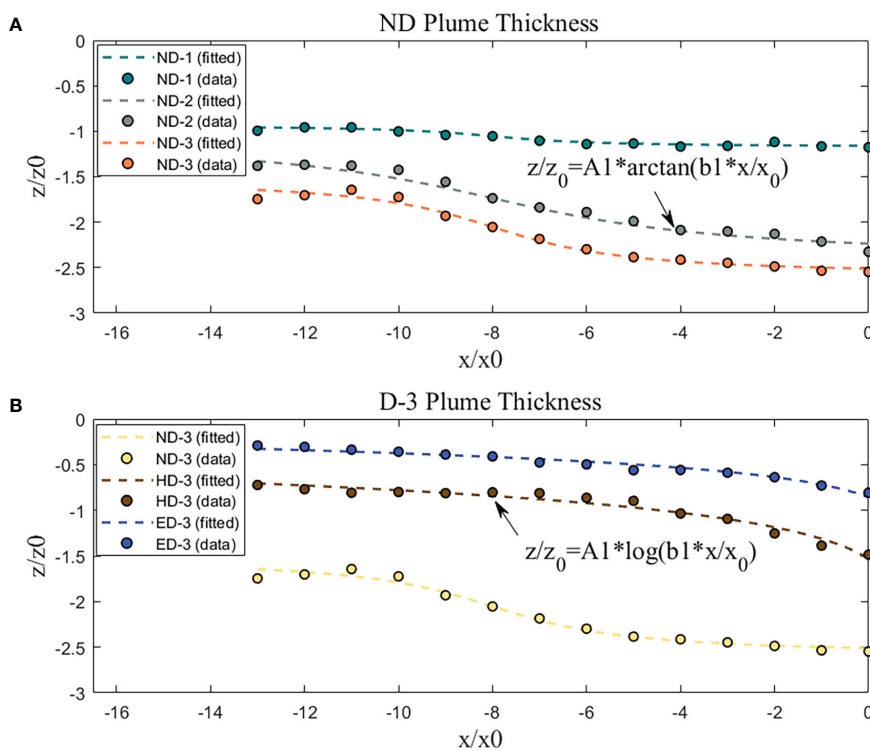 A
ND Plume Thickness
0
-0.5
-1
-1.5
-2
-2.5
-3
z/z0
ND-1 (fitted)
ND-1 (data)
ND-2 (fitted)
ND-2 (data)
ND-3 (fitted)
ND-3 (data)
z/z0=A1*arctan(b1*x/x0)
-16 -14 -12 -10 -8 -6 -4 -2 0
x/x0
B
D-3 Plume Thickness
0
-0.5
-1
-1.5
-2
-2.5
-3
z/z0
ND-3 (fitted)
ND-3 (data)
HD-3 (fitted)
HD-3 (data)
ED-3 (fitted)
ED-3 (data)
z/z0=A1*log(b1*x/x0)
-16 -14 -12 -10 -8 -6 -4 -2 0
x/x0